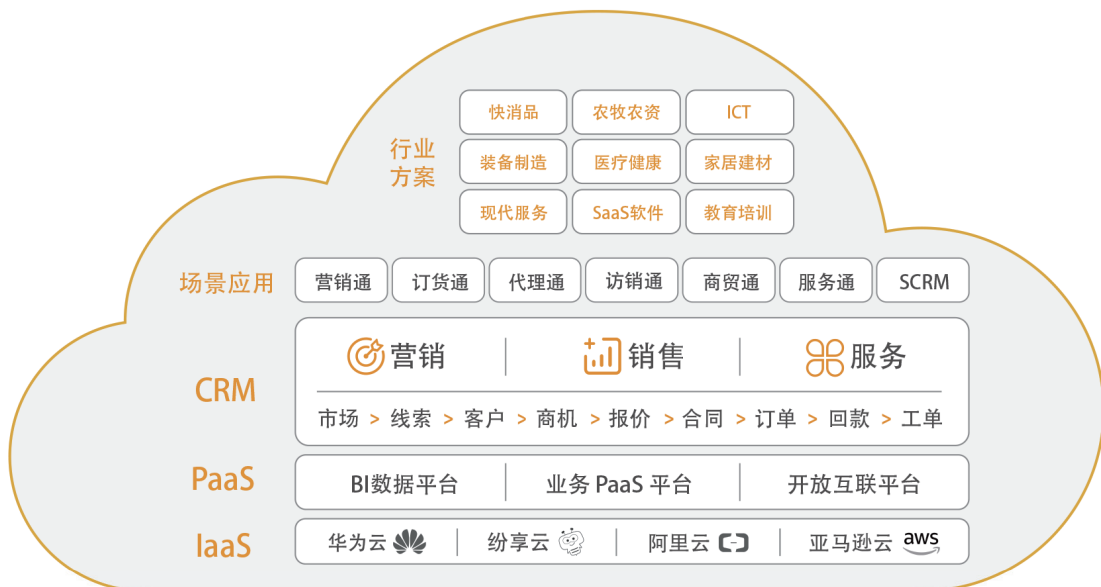 快消品 农牧农资 ICT
行业方案
装备制造 医疗健康 家居建材
现代服务 SaaS软件 教育培训
场景应用 营销通 订货通 代理通 访销通 商贸通 服务通 SCRM
营销 销售 服务
CRM
市场 > 线索 > 客户 > 商机 > 报价 > 合同 > 订单 > 回款 > 工单
PaaS BI数据平台 业务 PaaS 平台 开放互联平台
IaaS 华为云 纷享云 阿里云 亚马逊云 aws